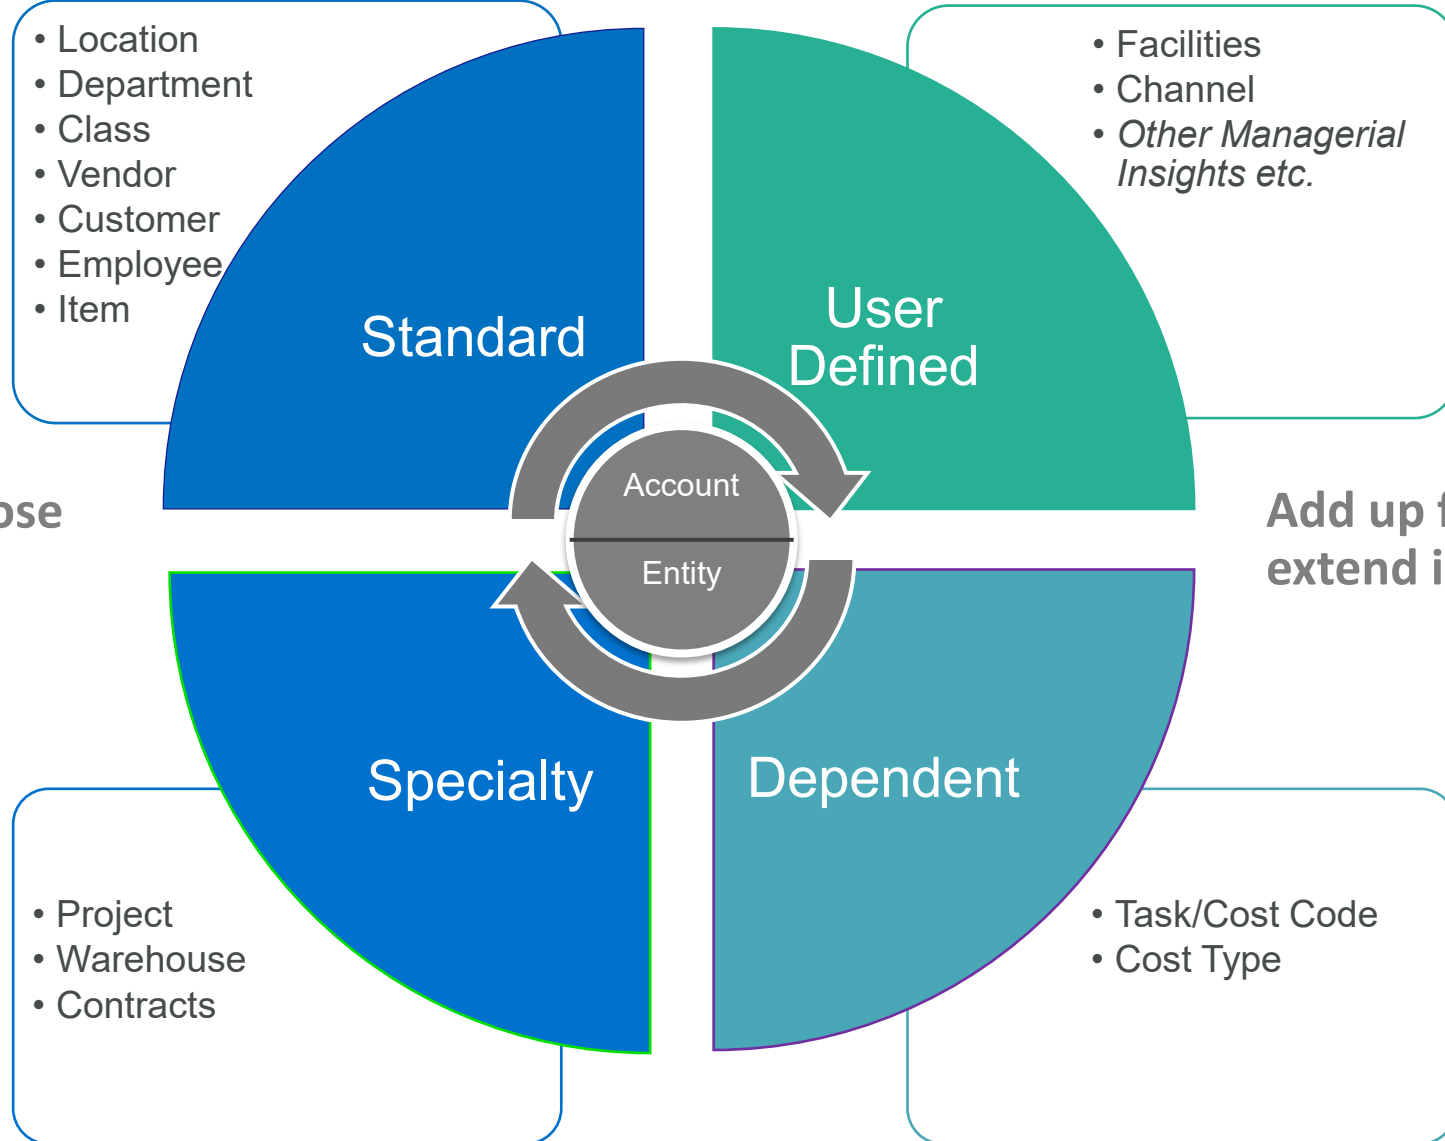 • Location
• Department
• Class
• Vendor
• Customer
• Employee
• Item
Standard
• Facilities
• Channel
• Other Managerial
Insights etc.
User
Defined
Account
Entity
ose
Add up f
extend i
Specialty
• Project
• Warehouse
• Contracts
Dependent
• Task/Cost Code
• Cost Type